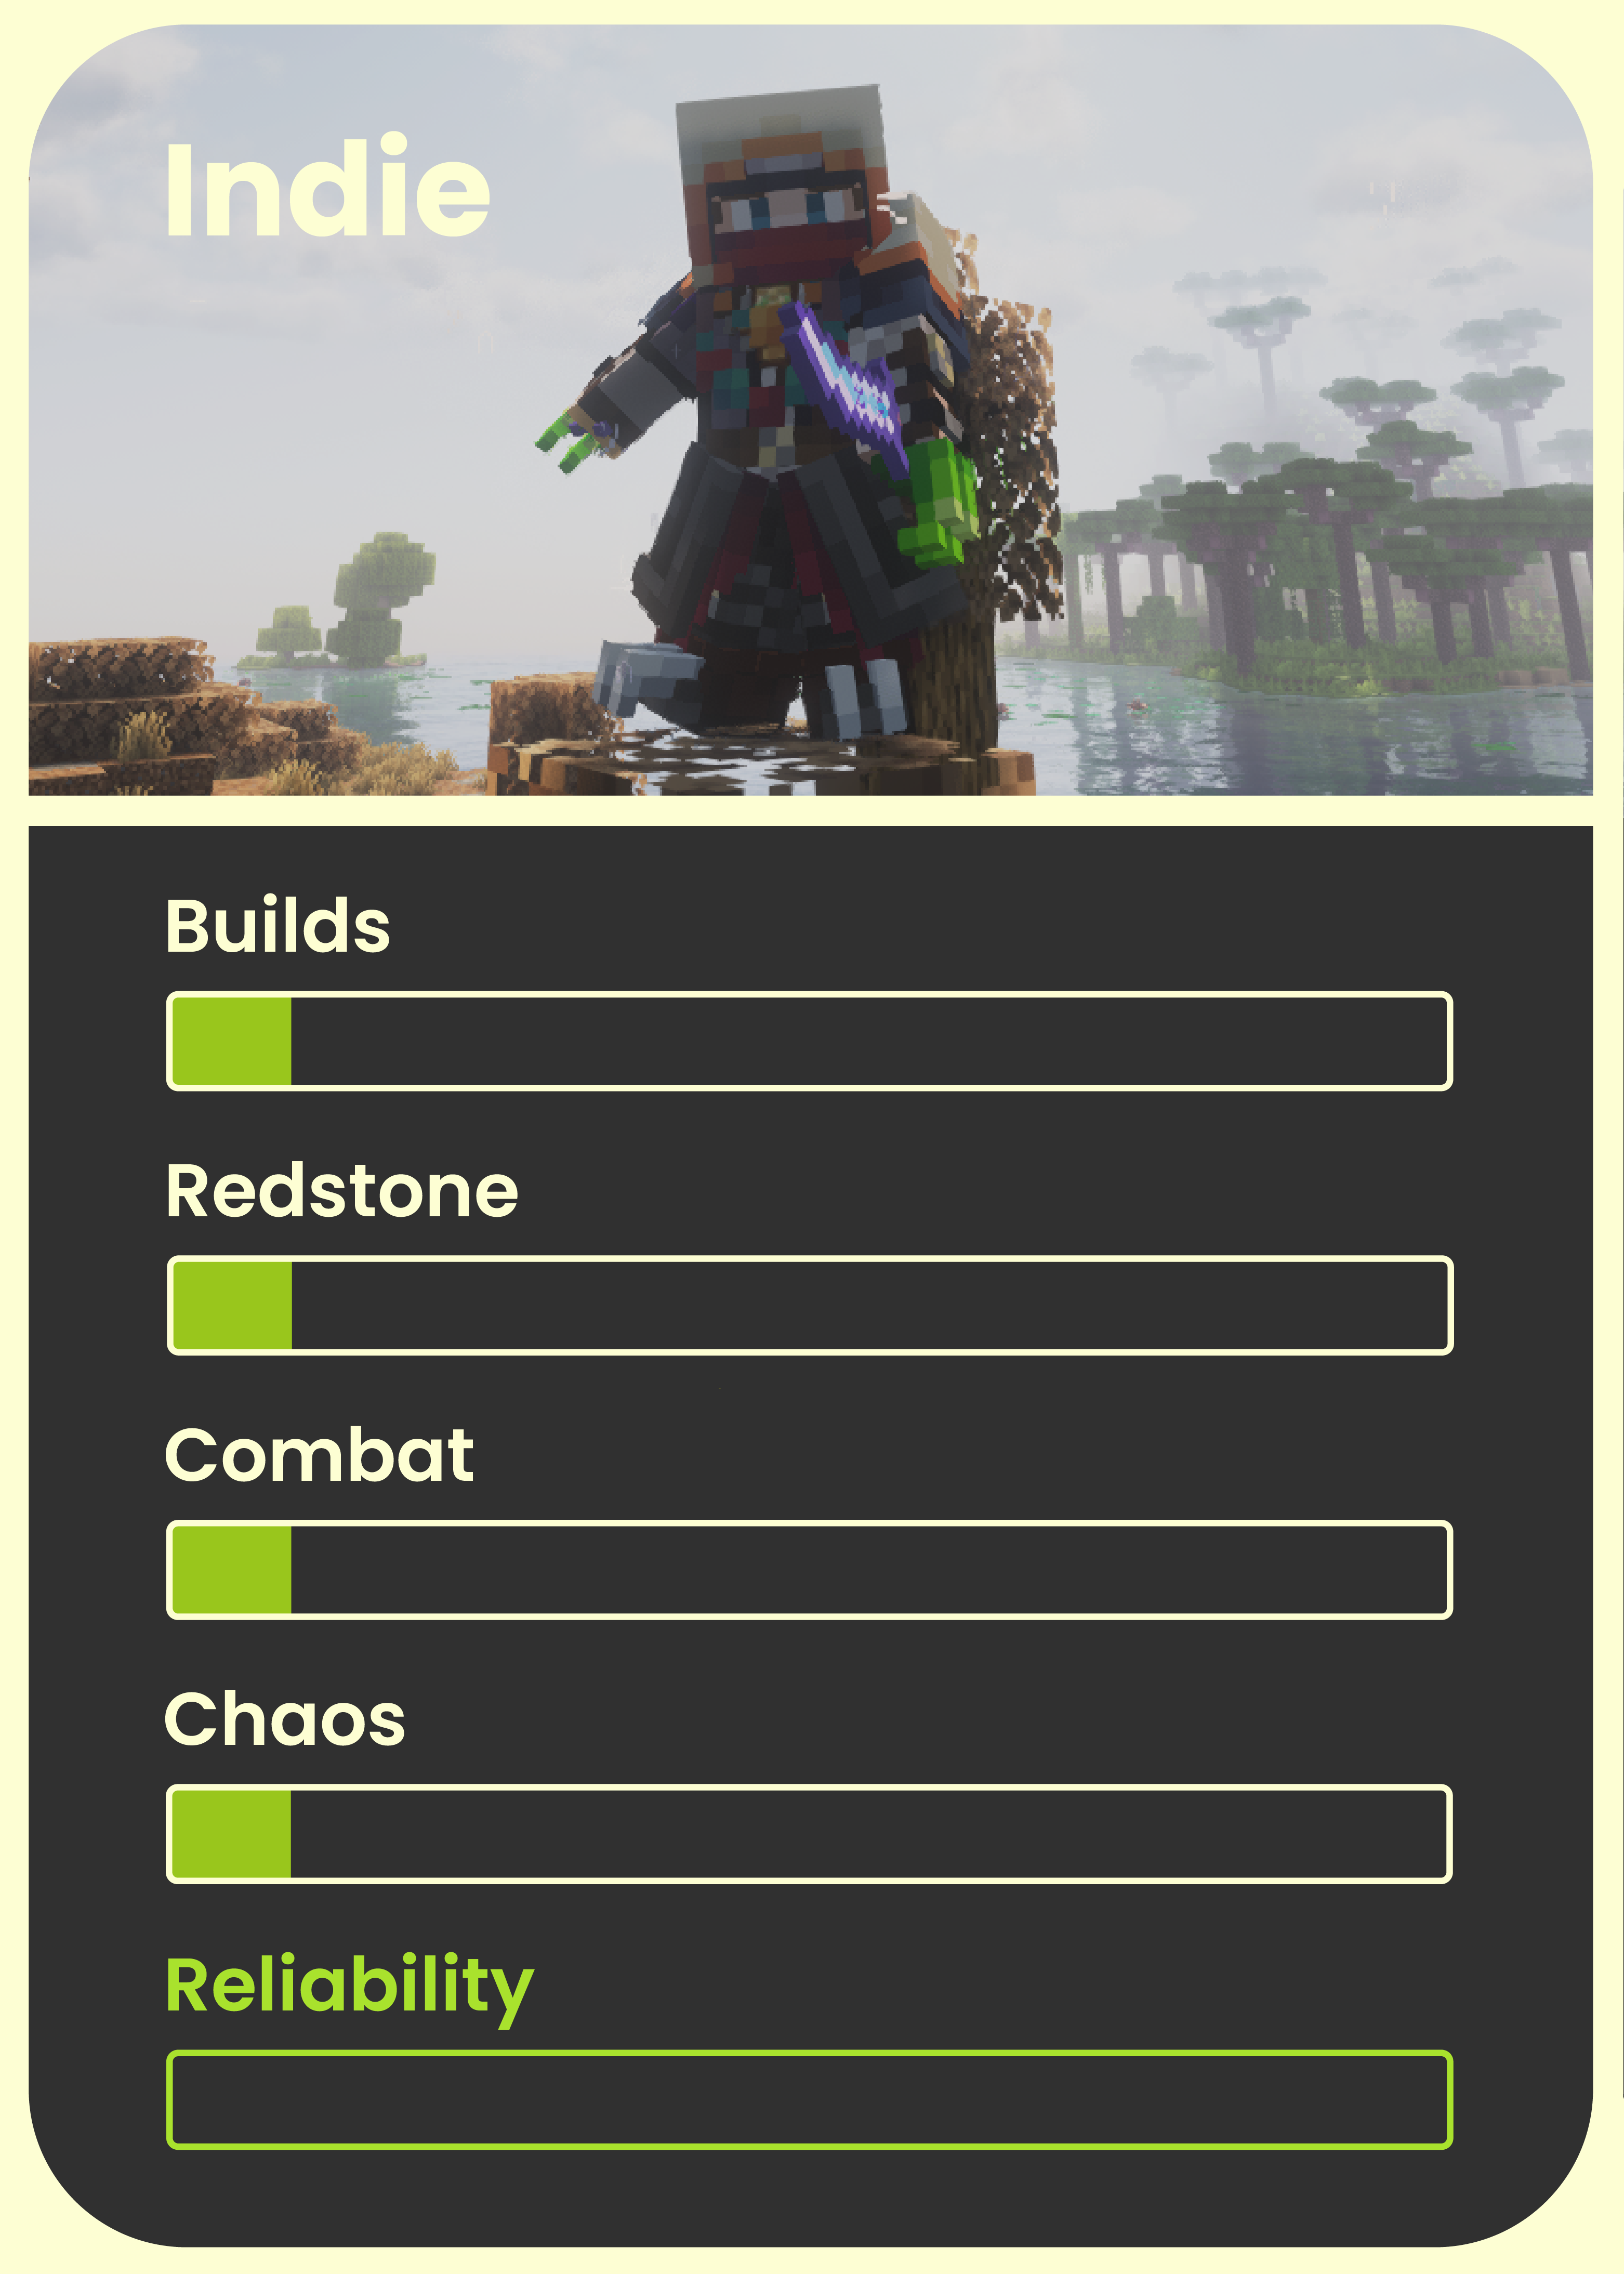 Indie
Builds
Redstone
Combat
Chaos
Reliability